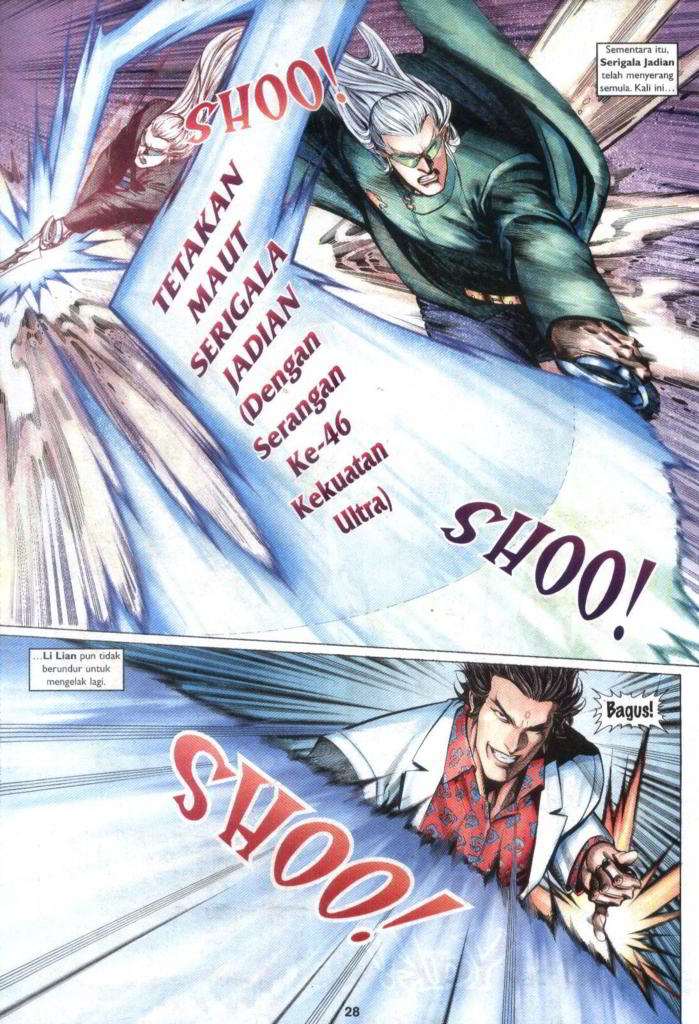 Sementara itu,
Serigala Jadian
telah menyerang
semula. Kali ini...
SHOO!
TETAKAN
MAUT
SERIGALA
JADIAN
(Dengan
Serangan
Ke-46
Kekuatan
Ultra)
SHOO!
...Li Lian pun tidak
berundur untuk
mengelak lagi.
Bagus!
SHOO!
28